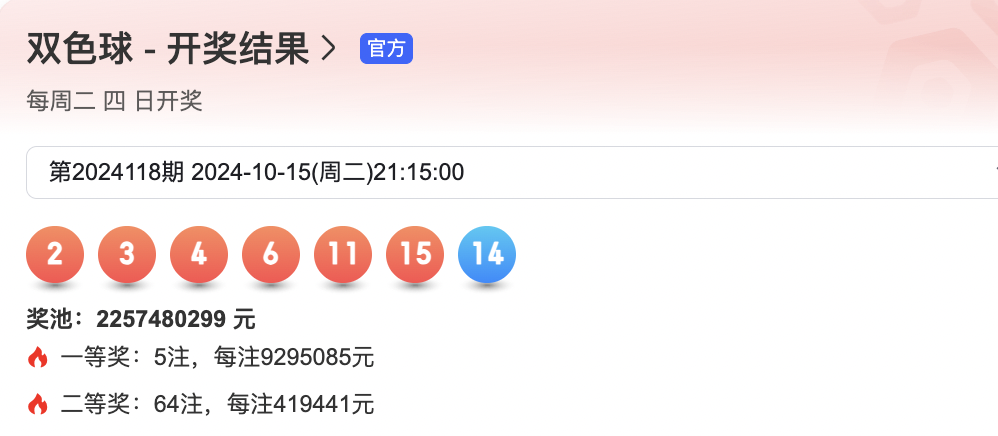 双色球 - 开奖结果 > 官方
每周二 四 日开奖
第2024118期 2024-10-15(周二)21:15:00
2 3 4 6 11 15 14
奖池：2257480299 元
一等奖：5注，每注9295085元
二等奖：64注，每注419441元